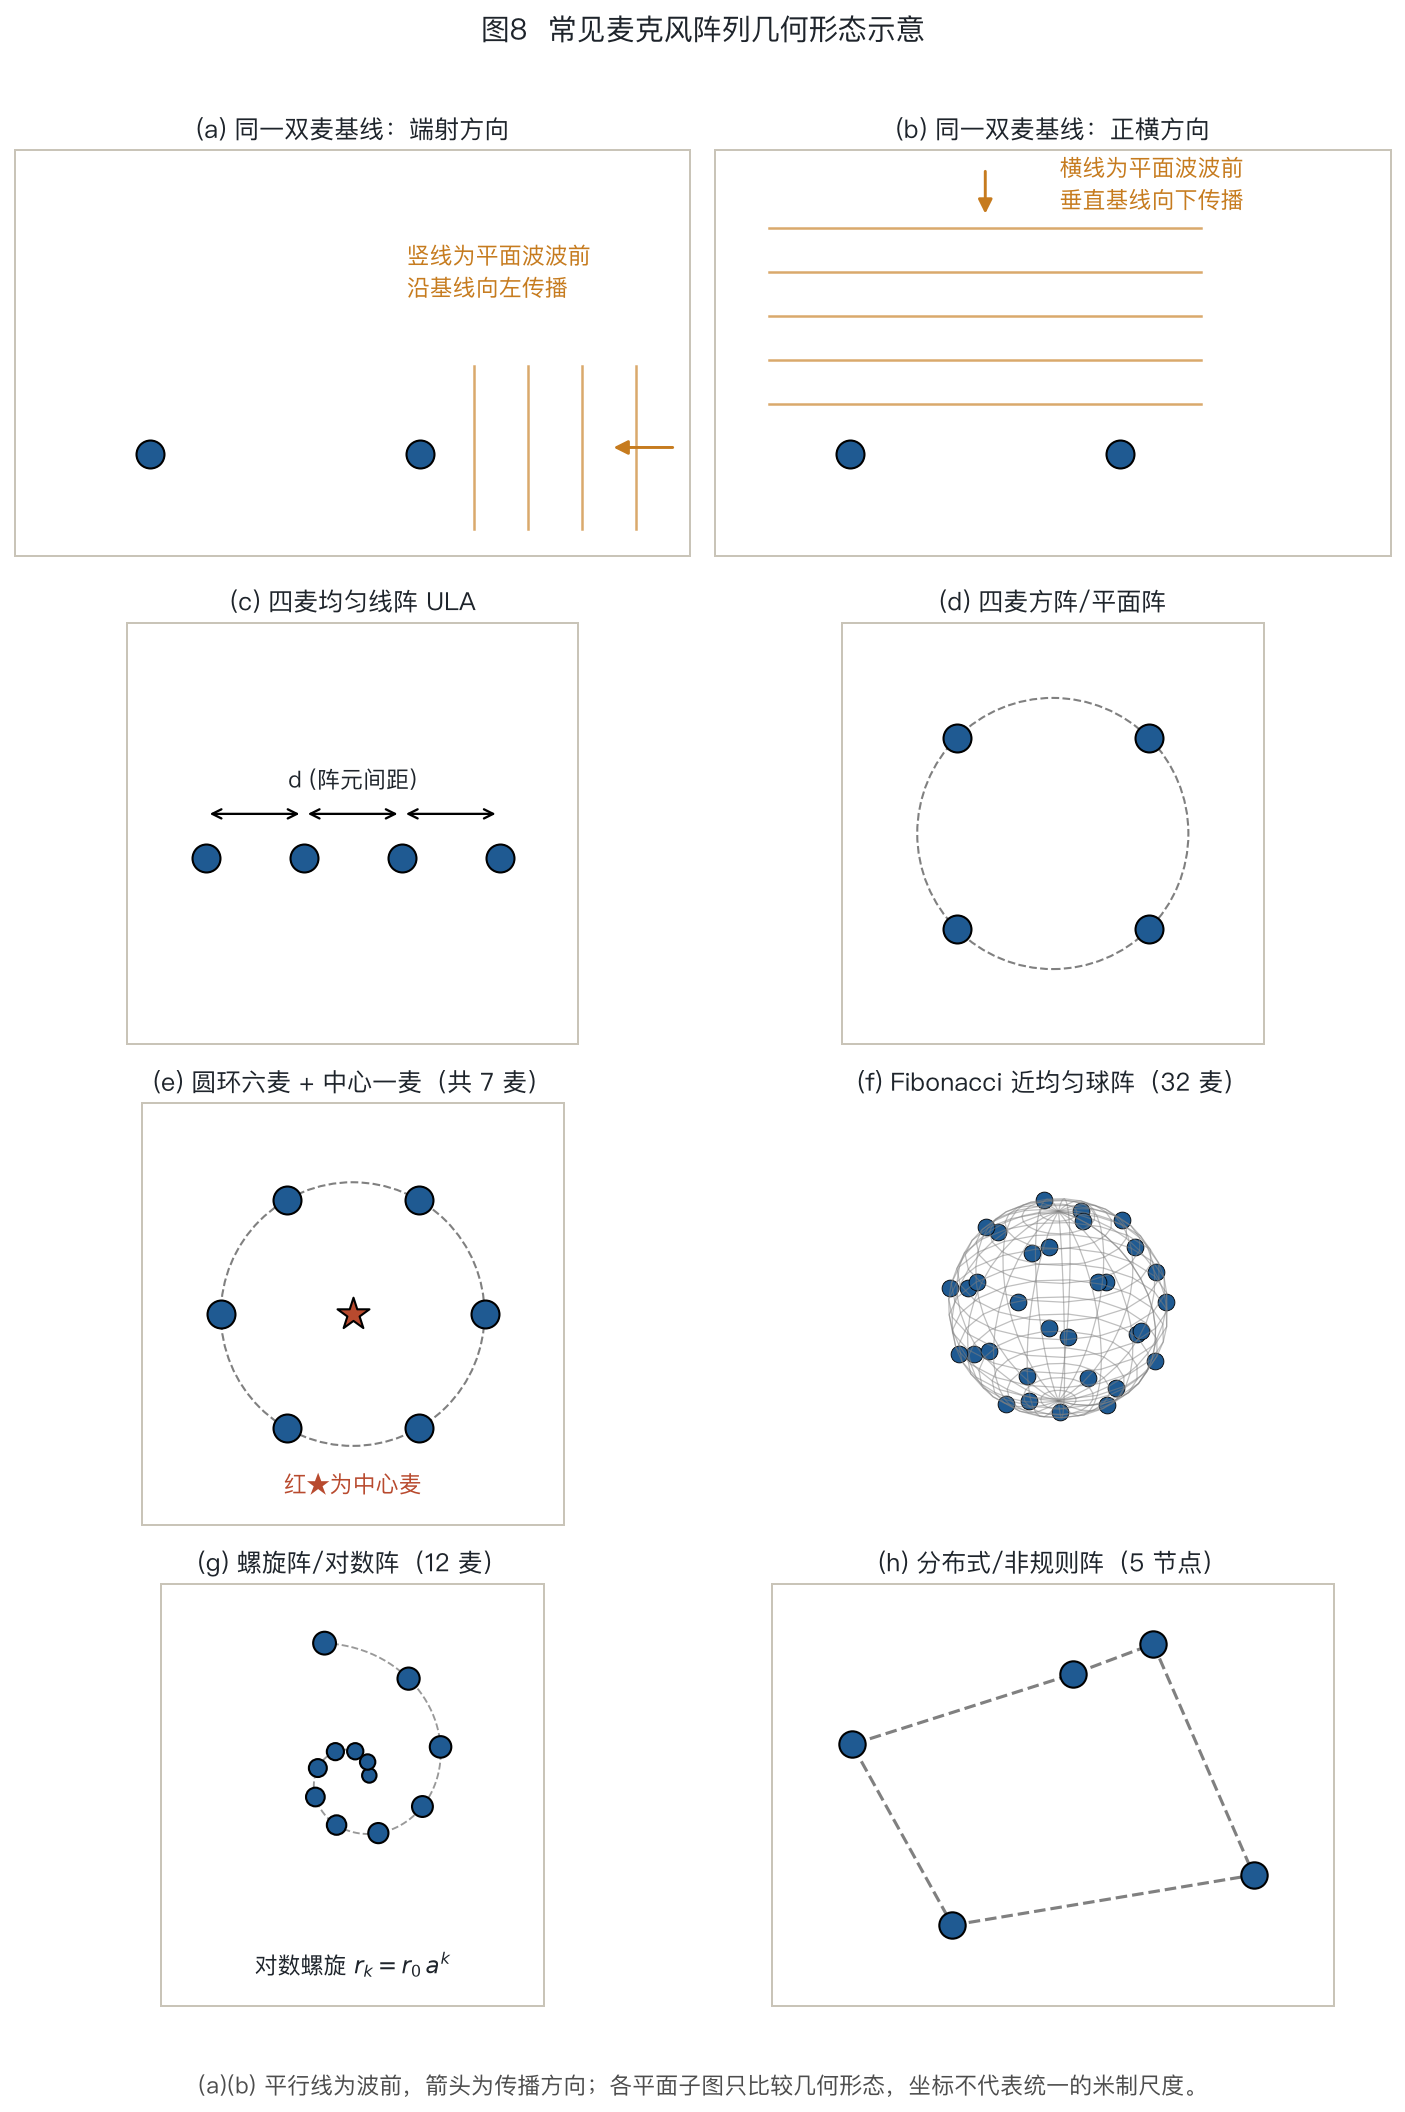 图8 常见麦克风阵列几何形态示意
(a) 同一双麦基线：端射方向
竖线为平面波波前
沿基线向左传播
(b) 同一双麦基线：正横方向
横线为平面波波前
垂直基线向下传播
(c) 四麦均匀线阵 ULA
d (阵元间距)
(d) 四麦方阵/平面阵
(e) 圆环六麦 + 中心一麦（共 7 麦）
红★为中心麦
(f) Fibonacci 近均匀球阵（32 麦）
(g) 螺旋阵/对数阵（12 麦）
对数螺旋 r_k = r_0 a^k
(h) 分布式/非规则阵（5 节点）
(a)(b) 平行线为波前，箭头为传播方向；各平面子图只比较几何形态，坐标不代表统一的米制尺度。